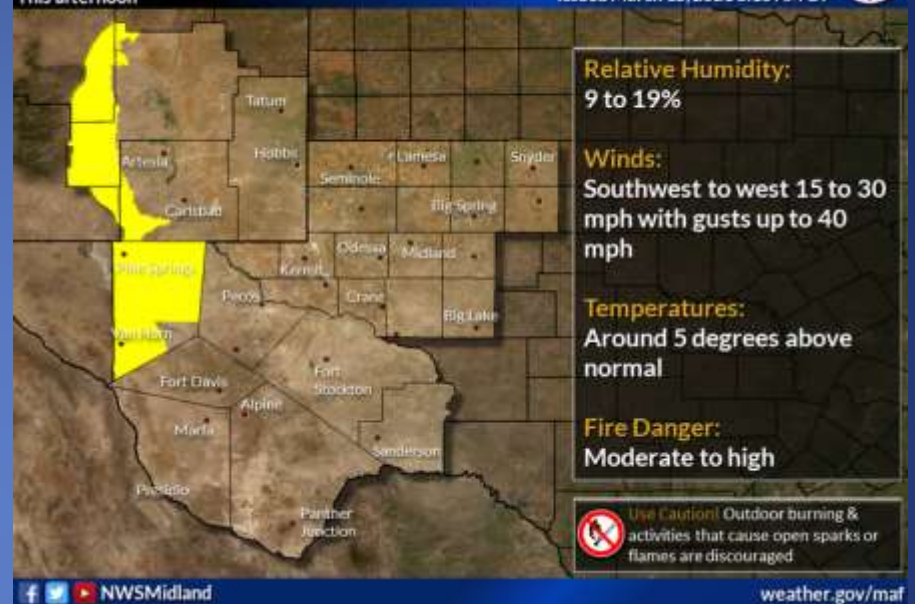 This afternoon
Relative Humidity:
9 to 19%
Winds:
Southwest to west 15 to 30
mph with gusts up to 40
mph
Temperatures:
Around 5 degrees above
normal
Fire Danger:
Moderate to high
Use Caution! Outdoor burning &
activities that cause open sparks or
flames are discouraged
Tatum
Artesia
Hobbs
Lamesa
Snyder
Seminole
Carlsbad
Big Spring
Odessa
Midland
Pine Springs
Kermit
Pecos
Crane
Big Lake
Van Horn
Fort Davis
Fort
Stockton
Alpine
Marfa
Sanderson
Presidio
Panther
Junction
NWSMidland
weather.gov/maf